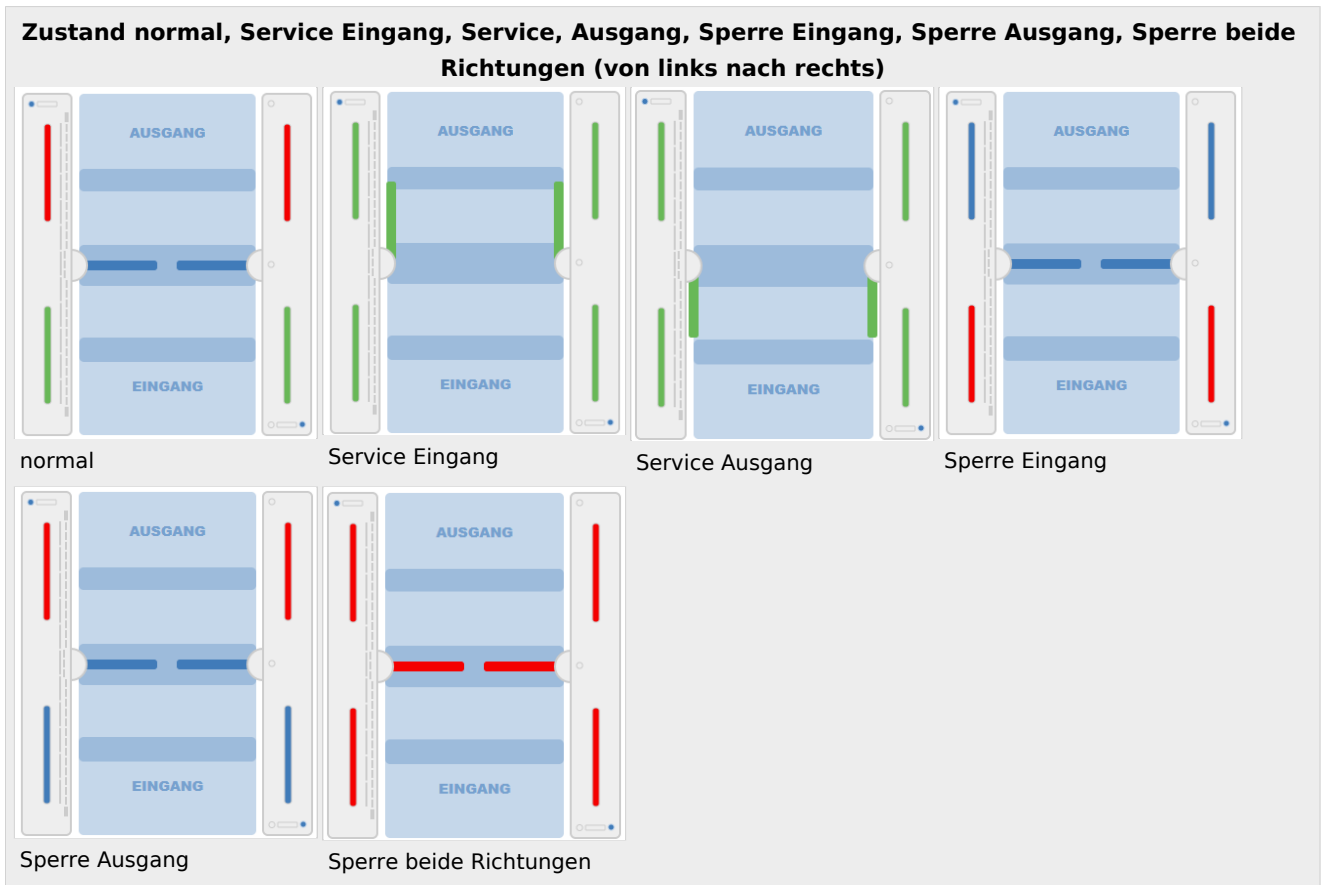 Zustand normal, Service Eingang, Service, Ausgang, Sperre Eingang, Sperre Ausgang, Sperre beide
Richtungen (von links nach rechts)
AUSGANG
EINGANG
normal
AUSGANG
EINGANG
Service Eingang
AUSGANG
EINGANG
Service Ausgang
AUSGANG
EINGANG
Sperre Eingang
AUSGANG
EINGANG
Sperre Ausgang
AUSGANG
EINGANG
Sperre beide Richtungen